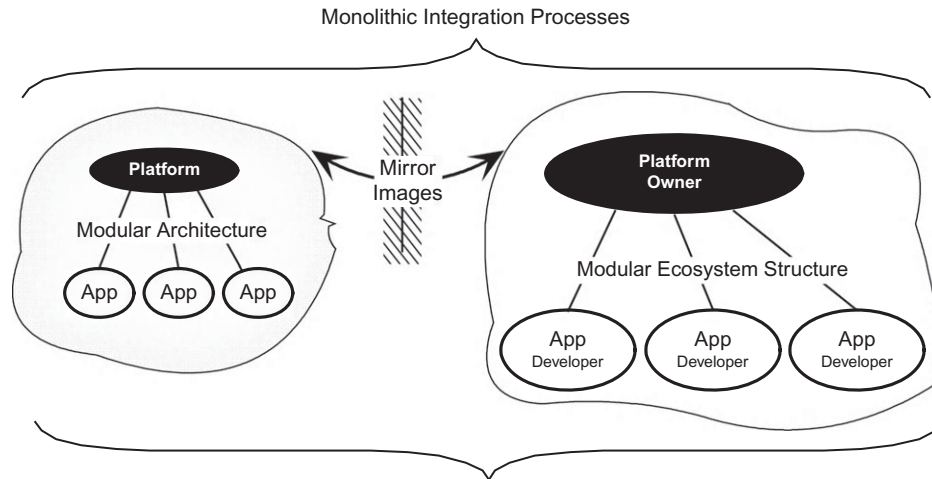 Monolithic Integration Processes
Platform
Modular Architecture
App
App
App
Mirror
Images
Platform
Owner
Modular Ecosystem Structure
App
Developer
App
Developer
App
Developer